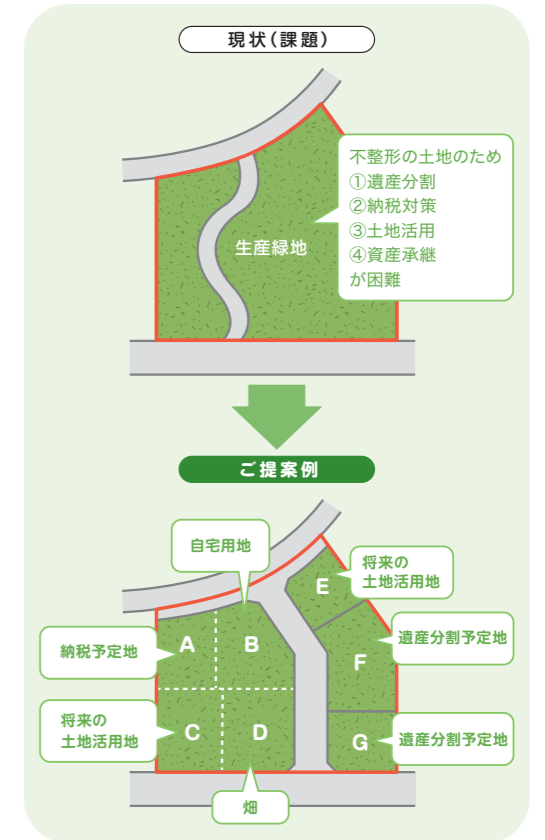 現状(課題)
不整形の土地のため
①遺産分割
②納税対策
③土地活用
④資産承継
が困難
生産緑地
ご提案例
自宅用地
将来の
土地活用地
E
納税予定地
A
B
遺産分割予定地
F
将来の
土地活用地
C
D
G
遺産分割予定地
畑